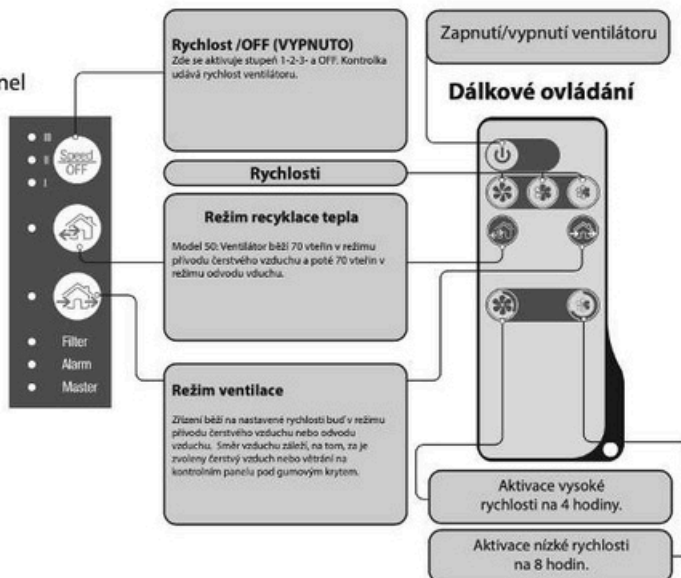 nel
III
II
I
Speed
OFF
Filter
Alarm
Master
Rychlost /OFF (VYPNUTO)
Zde se aktivuje stupeň 1-2-3- a OFF. Kontrolka
udává rychlost ventilátoru.
Rychlosti
Režim recyklace tepla
Model 50: Ventilátor běží 70 vteřin v režimu
přívodu čerstvého vzduchu a poté 70 vteřin v
režimu odvodu vduchu.
Režim ventilace
Zřízení běží na nastavené rychlosti buď v režimu
přívodu čerstvého vzduchu nebo odvodu
vzduchu. Směr vzduchu záleží, na tom, za je
zvoleny čerstvý vzduch nebo větrání na
kontrolním panelu pod gumovým krytem.
Zapnutí/vypnutí ventilátoru
Dálkové ovládání
Aktivace vysoké
rychlosti na 4 hodiny.
Aktivace nízké rychlosti
na 8 hodin.